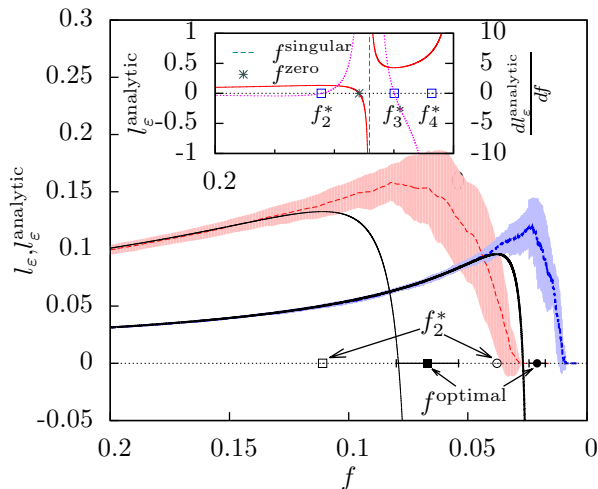 0.3
0.25
0.2
0.15
0.1
0.05
0
-0.05
l_ε, l_ε^analytic
0.2 0.15 0.1 0.05 0
f
f_2^*
f^optimal
1
0.5
0
-0.5
-1
l_ε^analytic
0.2
10
5
0
-5
-10
dl_ε^analytic
df
f^singular
f^zero
f_2^* f_3^* f_4^*